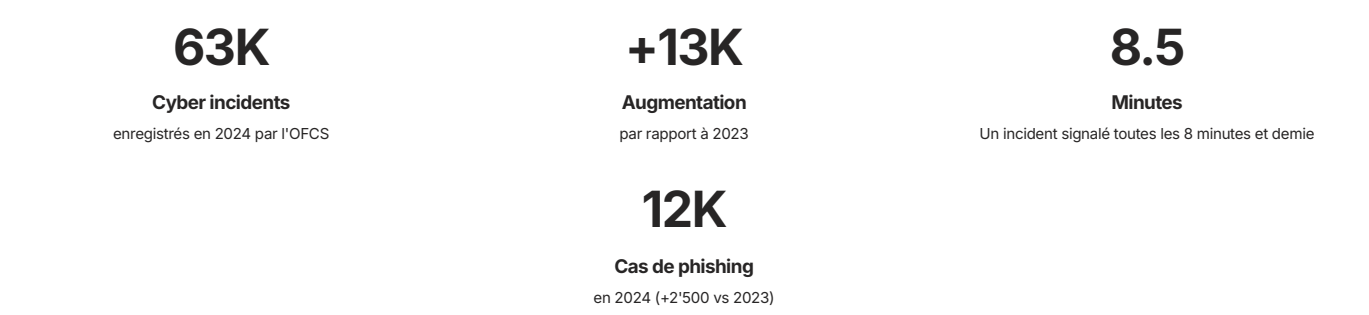 63K
Cyber incidents
enregistrés en 2024 par l'OFCS
+13K
Augmentation
par rapport à 2023
8.5
Minutes
Un incident signalé toutes les 8 minutes et demie
12K
Cas de phishing
en 2024 (+2'500 vs 2023)